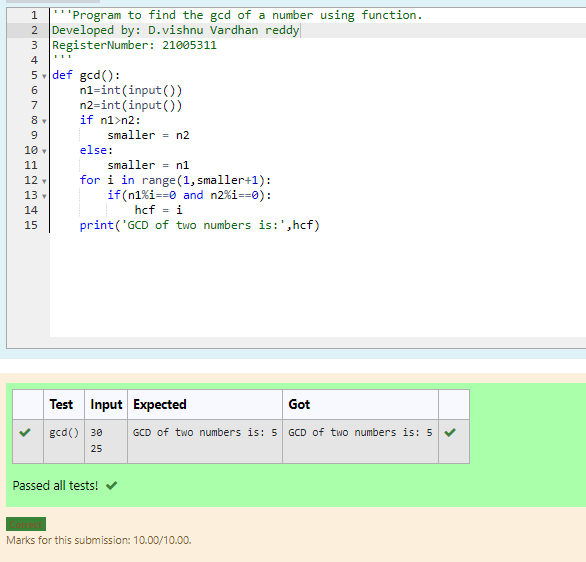 1 '''Program to find the gcd of a number using function.
2 Developed by: D.vishnu Vardhan reddy
3 RegisterNumber: 21005311
4 '''
5 def gcd():
6     n1=int(input())
7     n2=int(input())
8     if n1>n2:
9         smaller = n2
10     else:
11         smaller = n1
12     for i in range(1,smaller+1):
13         if(n1%i==0 and n2%i==0):
14             hcf = i
15     print('GCD of two numbers is:',hcf)
Test Input Expected Got
gcd() 30 GCD of two numbers is: 5 GCD of two numbers is: 5
25
Passed all tests!
Correct
Marks for this submission: 10.00/10.00.